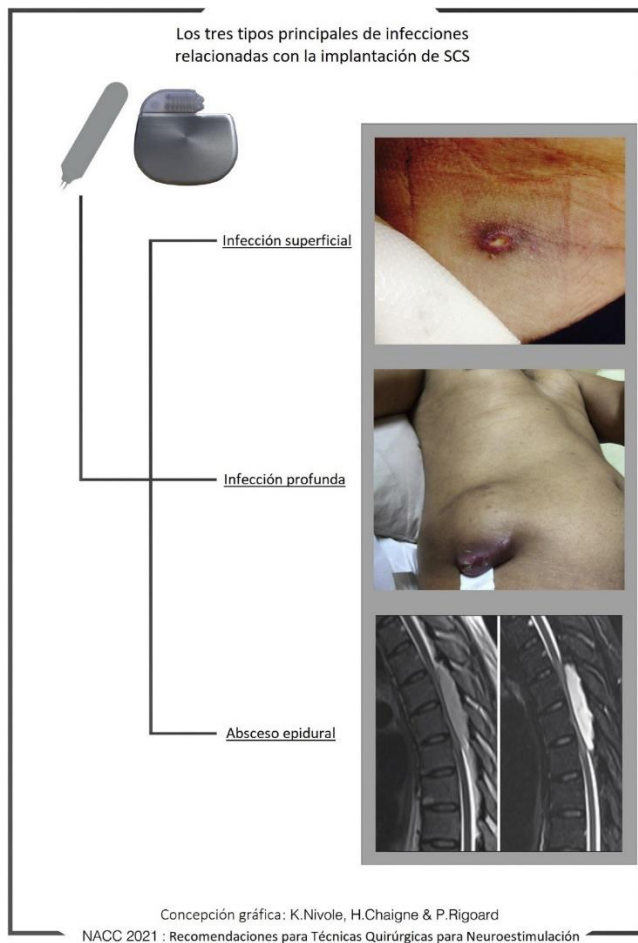 Los tres tipos principales de infecciones
relacionadas con la implantación de SCS
Infección superficial
Infección profunda
Absceso epidural
Concepción gráfica: K.Nivole, H.Chaigne & P.Rigoard
NACC 2021 : Recomendaciones para Técnicas Quirúrgicas para Neuroestimulación